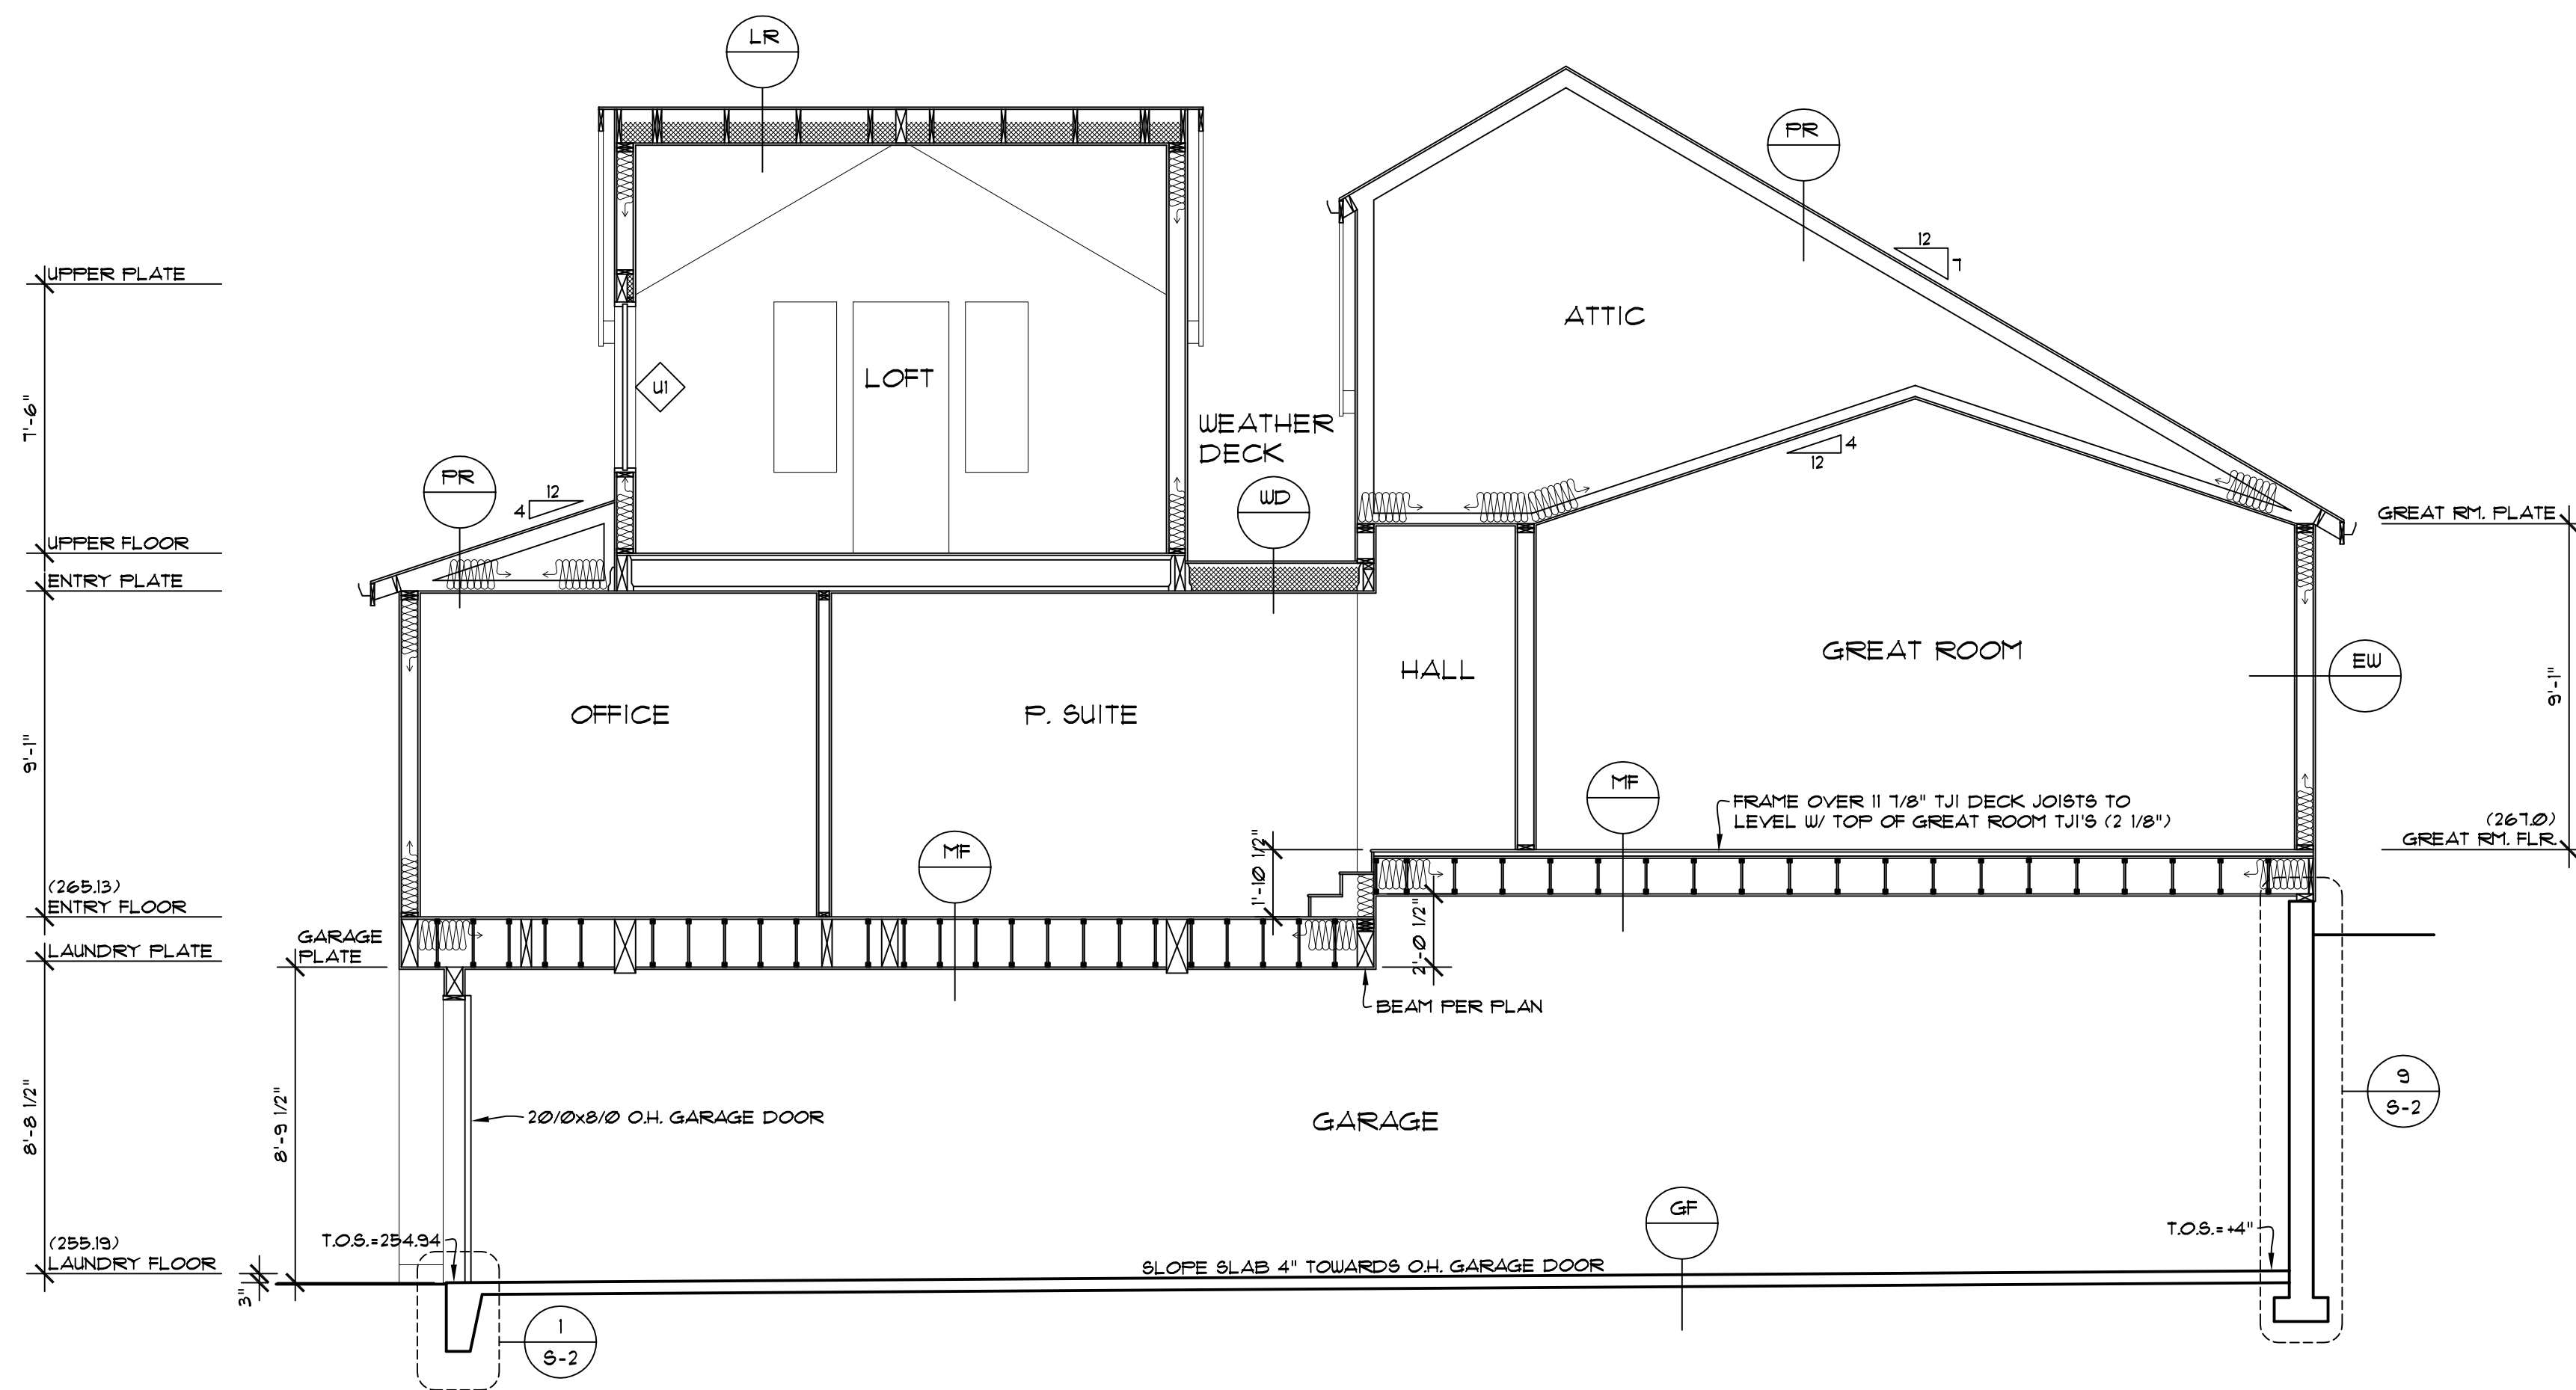 LR
PR
12
7
UPPER PLATE
ATTIC
7'-6"
U1
LOFT
WEATHER
DECK
4
12
PR
12
4
WD
GREAT RM. PLATE
UPPER FLOOR
ENTRY PLATE
9'-1"
OFFICE
P. SUITE
HALL
GREAT ROOM
EW
9'-1"
MF
MF
1'-10 1/2"
FRAME OVER 11 7/8" TJI DECK JOISTS TO
LEVEL W/ TOP OF GREAT ROOM TJI'S (2 1/8")
(267.0)
GREAT RM. FLR.
(265.13)
ENTRY FLOOR
LAUNDRY PLATE
GARAGE
PLATE
2'-0 1/2"
BEAM PER PLAN
8'-8 1/2"
8'-9 1/2"
20/0x8/0 O.H. GARAGE DOOR
GARAGE
9
S-2
GF
T.O.S.= +4"
(255.19)
LAUNDRY FLOOR
T.O.S.=254.94
SLOPE SLAB 4" TOWARDS O.H. GARAGE DOOR
3"
1
S-2